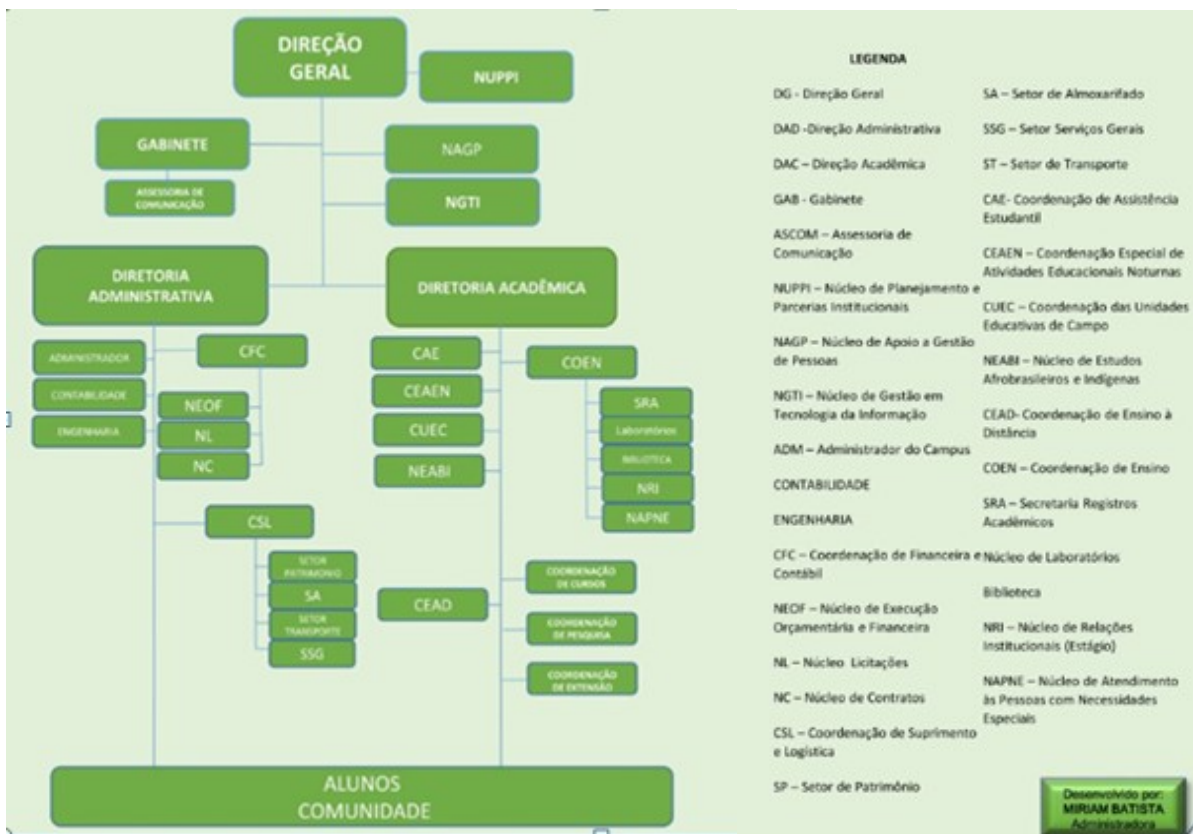 DIREÇÃO
GERAL
NUPPI
GABINETE
NAGP
ASSESSORIA DE
COMUNICAÇÃO
NGTI
DIRETORIA
ADMINISTRATIVA
DIRETORIA ACADÊMICA
ADMINISTRADOR
CFC
CONTABILIDADE
NEOF
ENGENHARIA
NL
NC
CSL
SETOR
PATRIMONIO
SA
SETOR
TRANSPORTE
SSG
CAE
COEN
CEAEN
SRA
CUEC
Laboratórios
BIBLIOTECA
NEABI
NRI
NAPNE
CEAD
COORDENAÇÃO
DE CURSOS
COORDENAÇÃO
DE PESQUISA
COORDENAÇÃO
DE EXTENSÃO
ALUNOS
COMUNIDADE
LEGENDA
DG - Direção Geral
DAD -Direção Administrativa
DAC – Direção Acadêmica
GAB - Gabinete
ASCOM – Assessoria de
Comunicação
NUPPI – Núcleo de Planejamento e
Parcerias Institucionais
NAGP – Núcleo de Apoio a Gestão
de Pessoas
NGTI – Núcleo de Gestão em
Tecnologia da Informação
ADM – Administrador do Campus
CONTABILIDADE
ENGENHARIA
CFC – Coordenação de Financeira e
Contábil
NEOF – Núcleo de Execução
Orçamentária e Financeira
NL – Núcleo Licitações
NC – Núcleo de Contratos
CSL – Coordenação de Suprimento
e Logística
SP – Setor de Patrimônio
SA – Setor de Almoxarifado
SSG – Setor Serviços Gerais
ST – Setor de Transporte
CAE- Coordenação de Assistência
Estudantil
CEAEN – Coordenação Especial de
Atividades Educacionais Noturnas
CUEC – Coordenação das Unidades
Educativas de Campo
NEABI – Núcleo de Estudos
Afrobrasileiros e Indígenas
CEAD- Coordenação de Ensino à
Distância
COEN – Coordenação de Ensino
SRA – Secretaria Registros
Acadêmicos
Núcleo de Laboratórios
Biblioteca
NRI – Núcleo de Relações
Institucionais (Estágio)
NAPNE – Núcleo de Atendimento
às Pessoas com Necessidades
Especiais
Desenvolvido por:
MIRIAM BATISTA
Administradora